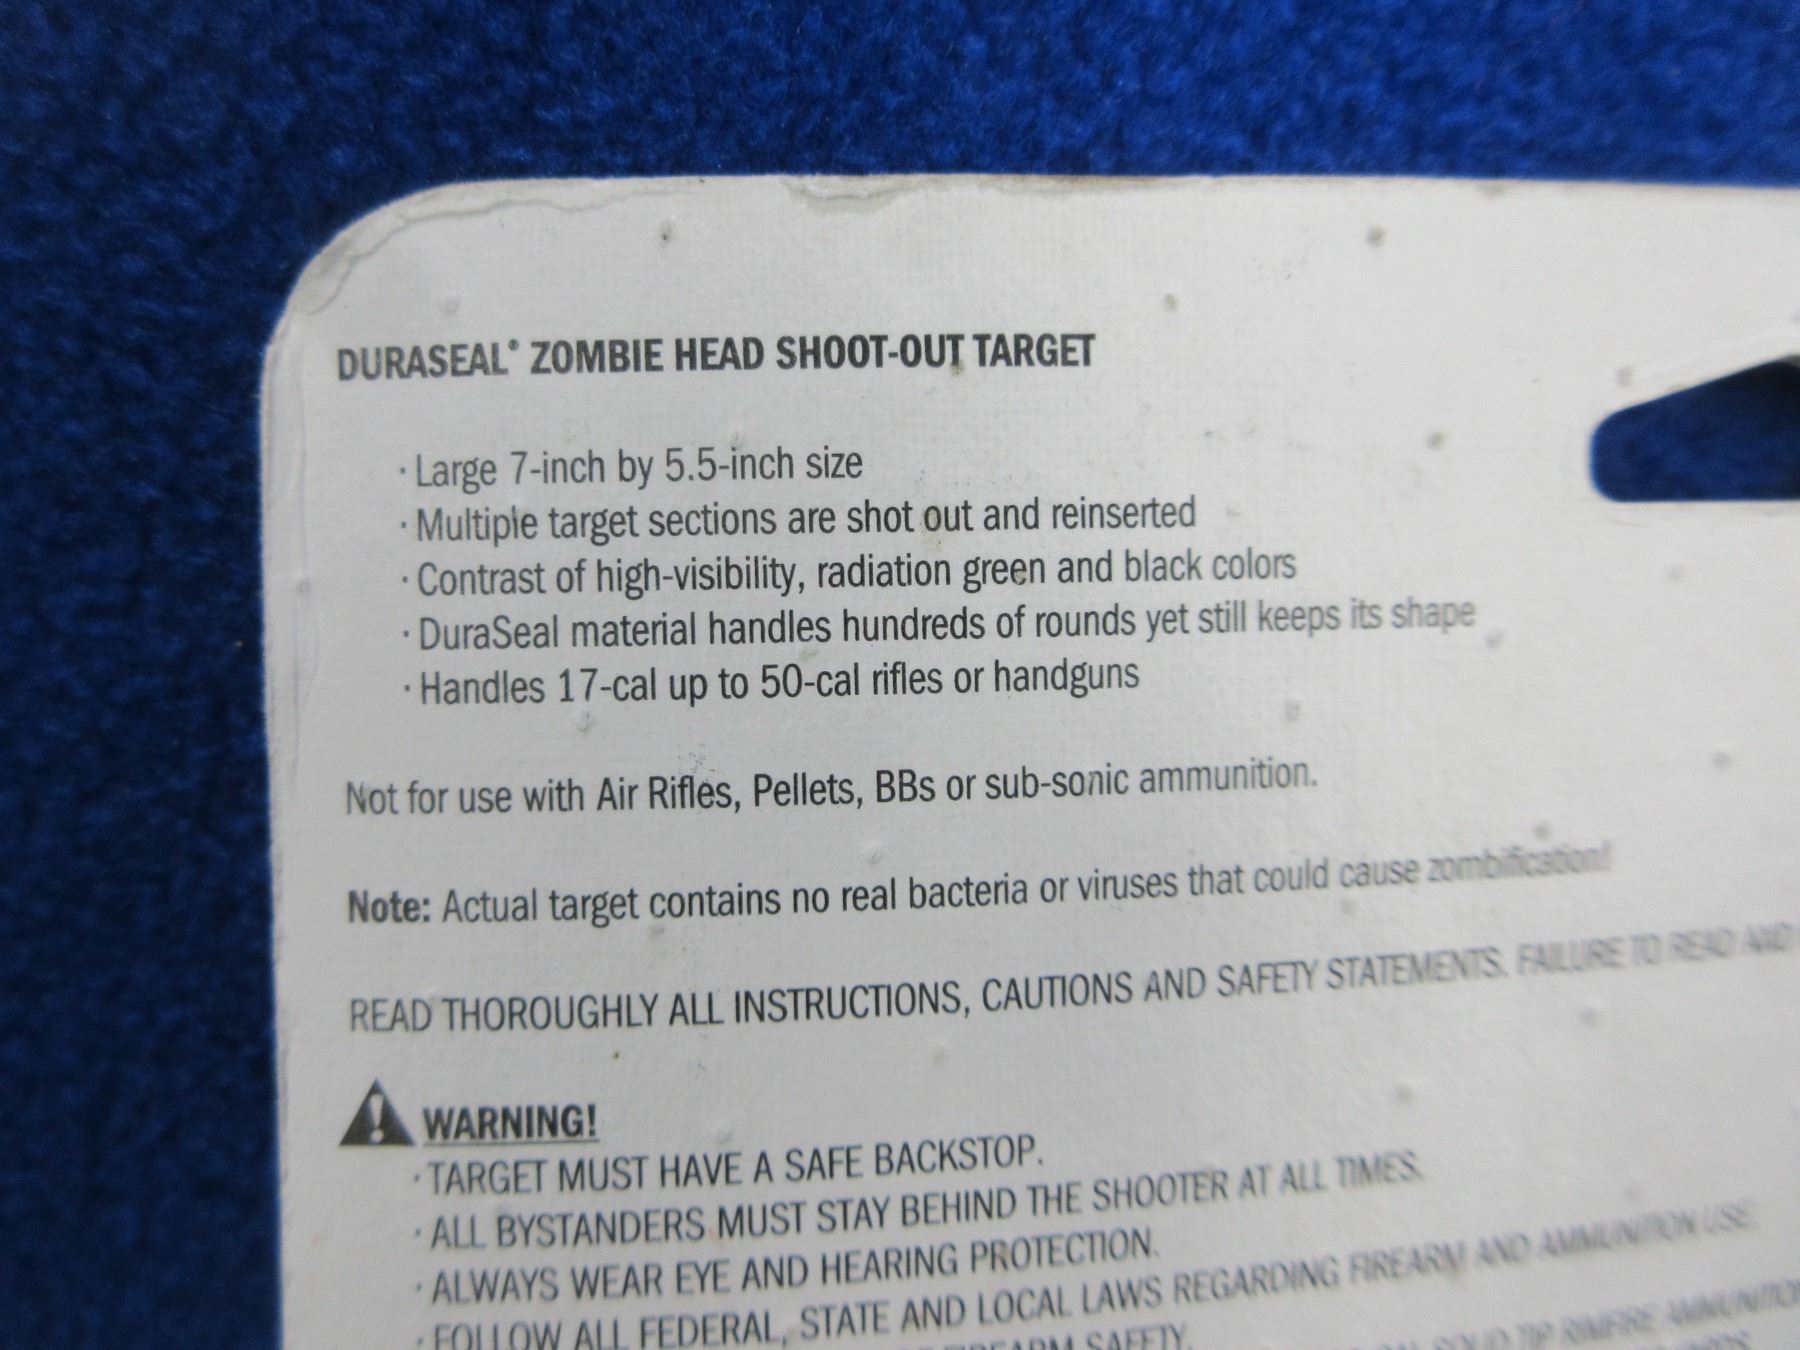 DURASEAL® ZOMBIE HEAD SHOOT-OUT TARGET
· Large 7-inch by 5.5-inch size
· Multiple target sections are shot out and reinserted
· Contrast of high-visibility, radiation green and black colors
· DuraSeal material handles hundreds of rounds yet still keeps its shape
· Handles 17-cal up to 50-cal rifles or handguns
Not for use with Air Rifles, Pellets, BBs or sub-sonic ammunition.
Note: Actual target contains no real bacteria or viruses that could cause zombification!
READ THOROUGHLY ALL INSTRUCTIONS, CAUTIONS AND SAFETY STATEMENTS. FAILURE TO READ AND
WARNING!
· TARGET MUST HAVE A SAFE BACKSTOP.
· ALL BYSTANDERS MUST STAY BEHIND THE SHOOTER AT ALL TIMES.
· ALWAYS WEAR EYE AND HEARING PROTECTION.
· FOLLOW ALL FEDERAL, STATE AND LOCAL LAWS REGARDING FIREARM AND AMMUNITION USE.
FIREARM SAFETY.
SOLID TIP RIMFIRE AMMUNITION